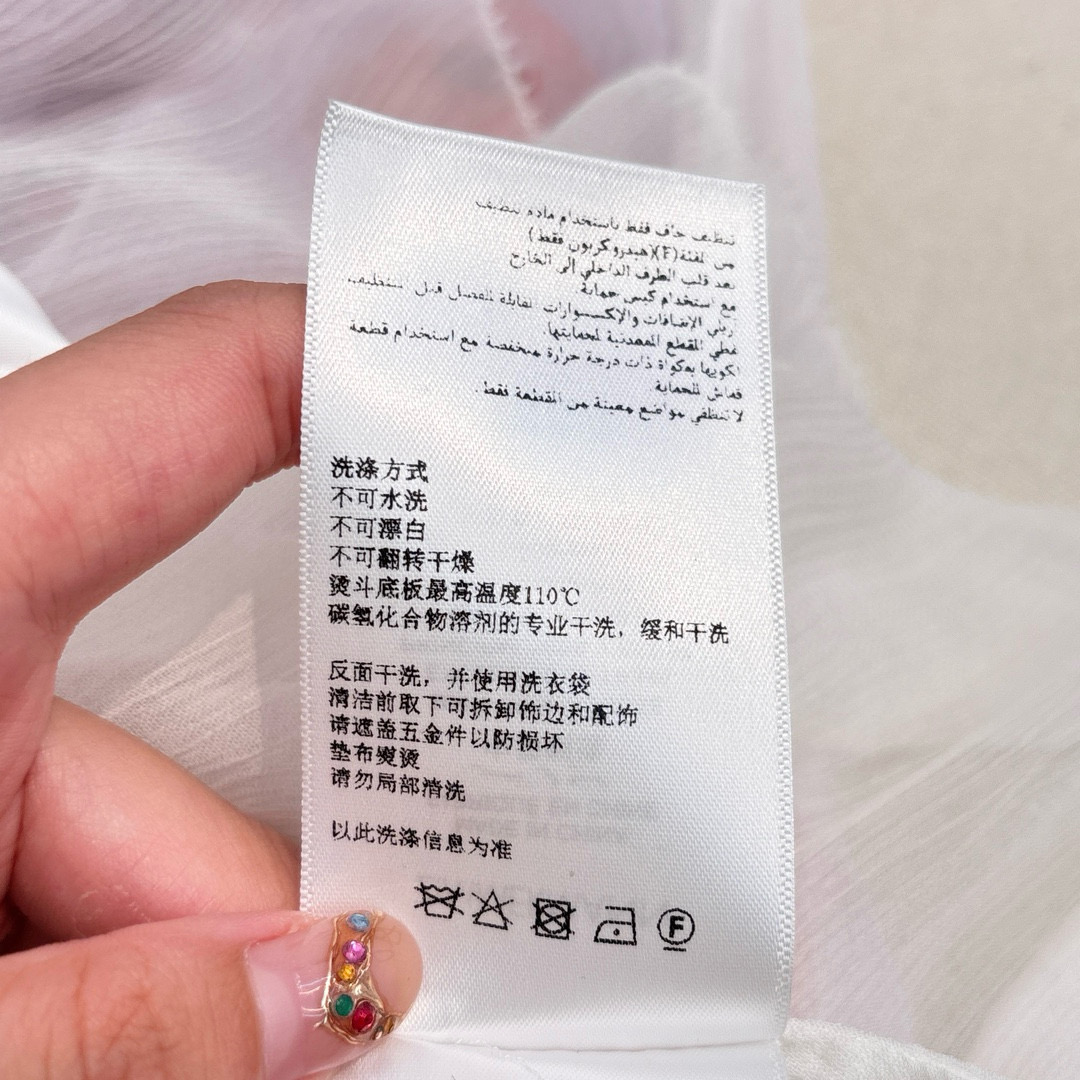 تنظيف جاف فقط باستخدام مادة تنظيف
من الفئة(F)(هيدروكربون فقط)
بعد قلب الطرف الداخلي إلى الخارج
مع استخدام كيس حماية
الإضافات والإكسسوارات القابلة للفصل قبل
غطي القطع المعدنية لحمايتها
اكويها بمكواة ذات درجة حرارة منخفضة مع استخدام قطعة
قماش للحماية
لا تنظفي مواضع معينة من القطعة فقط
洗涤方式
不可水洗
不可漂白
不可翻转干燥
烫斗底板最高温度110℃
碳氢化合物溶剂的专业干洗，缓和干洗
反面干洗，并使用洗衣袋
清洁前取下可拆卸饰边和配饰
请遮盖五金件以防损坏
垫布熨烫
请勿局部清洗
以此洗涤信息为准
F